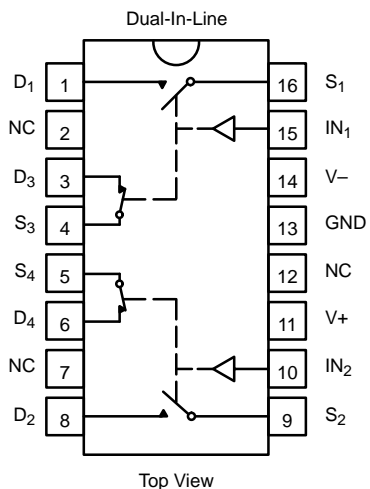 Dual-In-Line
D1 1 16 S1
NC 2 15 IN1
D3 3 14 V–
S3 4 13 GND
S4 5 12 NC
D4 6 11 V+
NC 7 10 IN2
D2 8 9 S2
Top View